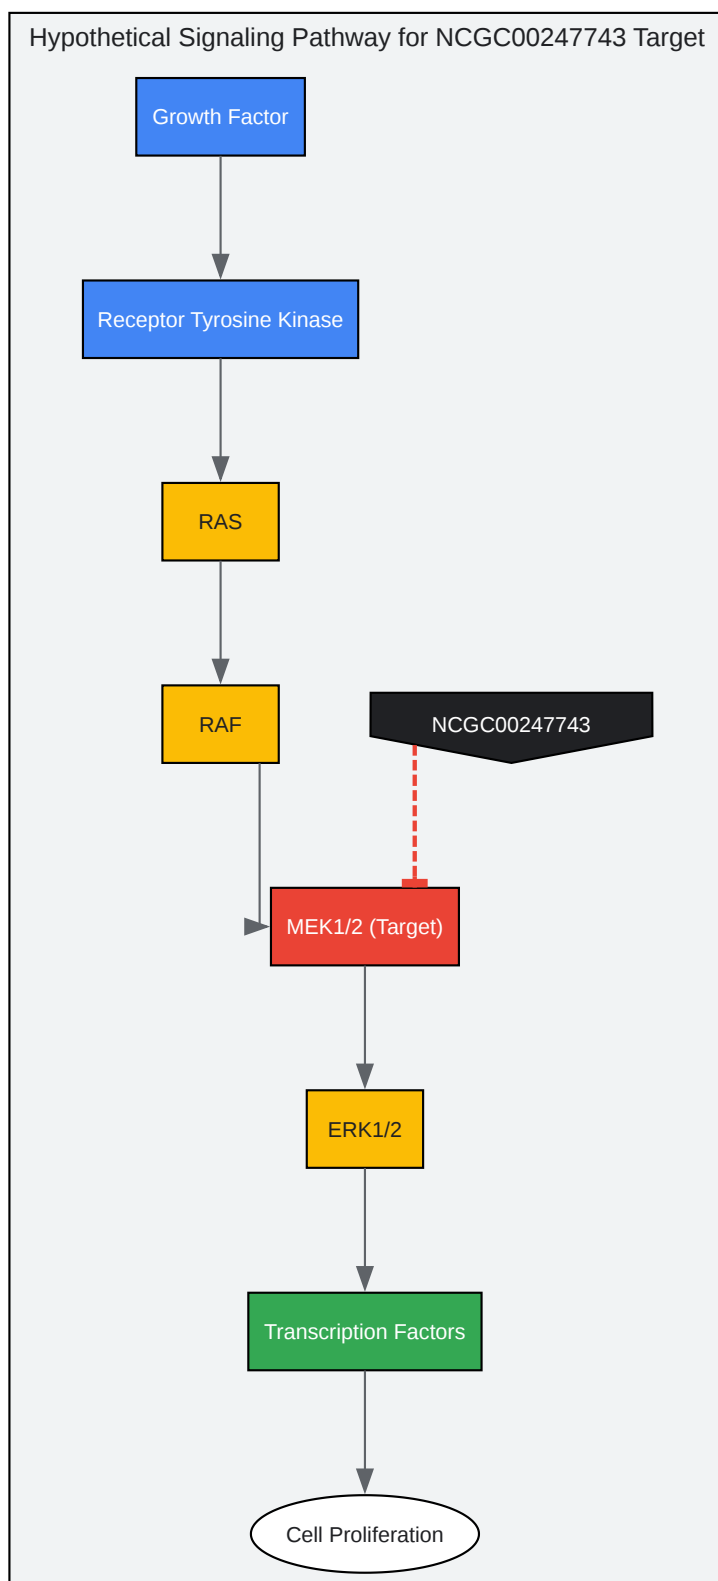 Hypothetical Signaling Pathway for NCGC00247743 Target
Growth Factor
Receptor Tyrosine Kinase
RAS
RAF
NCGC00247743
MEK1/2 (Target)
ERK1/2
Transcription Factors
Cell Proliferation